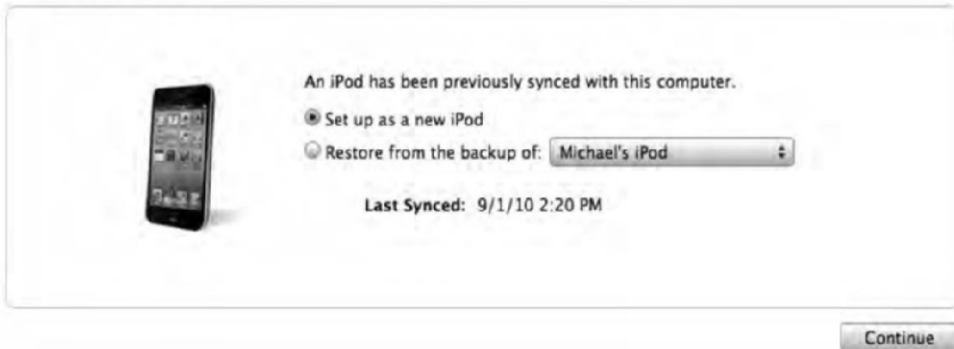 An iPod has been previously synced with this computer.
Set up as a new iPod
Restore from the backup of: Michael's iPod
Last Synced: 9/1/10 2:20 PM
Continue